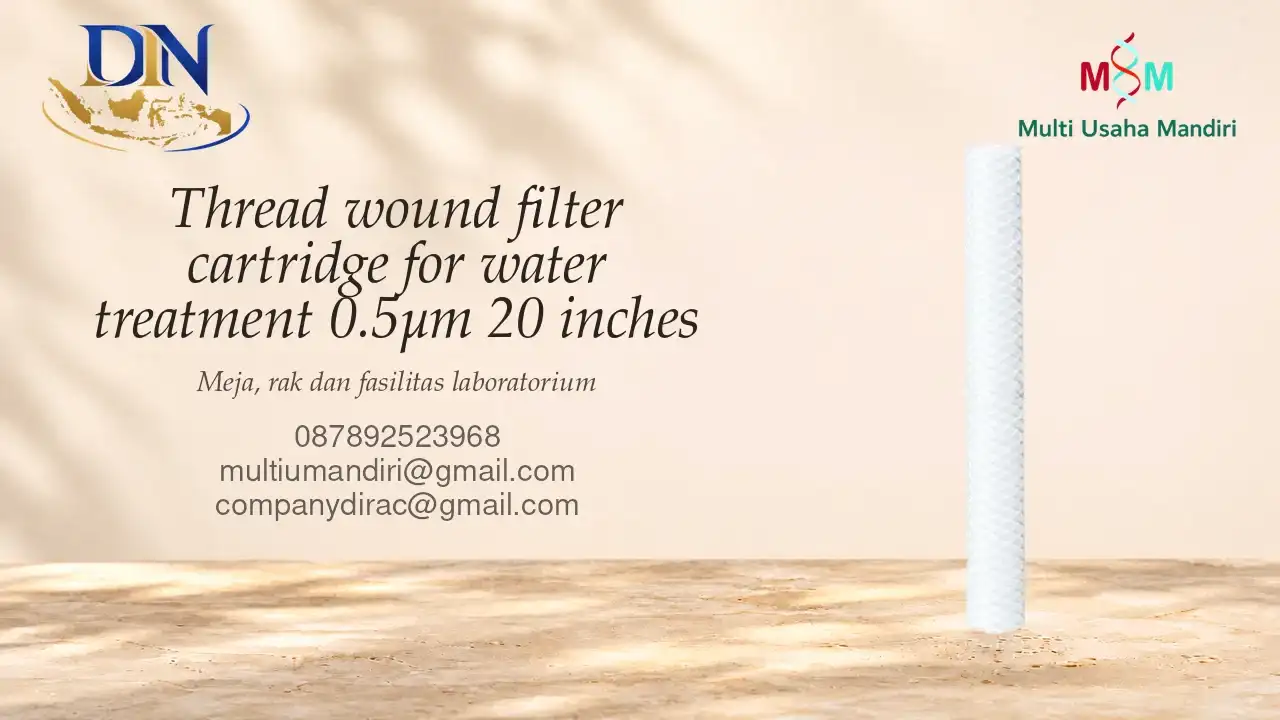 DIN
MSM
Multi Usaha Mandiri
Thread wound filter
cartridge for water
treatment 0.5µm 20 inches
Meja, rak dan fasilitas laboratorium
087892523968
multiumandiri@gmail.com
companydirac@gmail.com